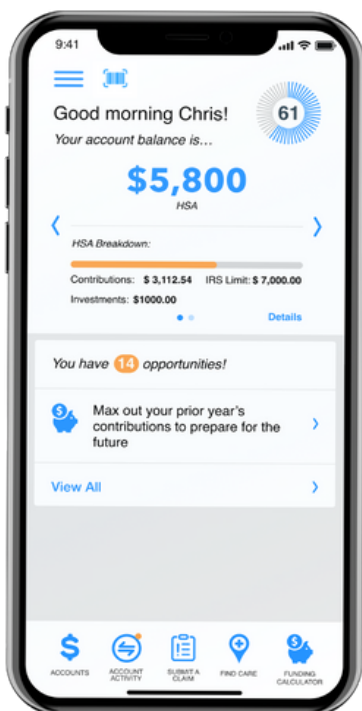 9:41
Good morning Chris!
61
Your account balance is...
$5,800
HSA
HSA Breakdown:
Contributions: $ 3,112.54 IRS Limit: $ 7,000.00
Investments: $1000.00
Details
You have 14 opportunities!
Max out your prior year's
contributions to prepare for the
future
View All
ACCOUNTS
ACCOUNT
ACTIVITY
SUBMIT A
CLAIM
FIND CARE
FUNDING
CALCULATOR